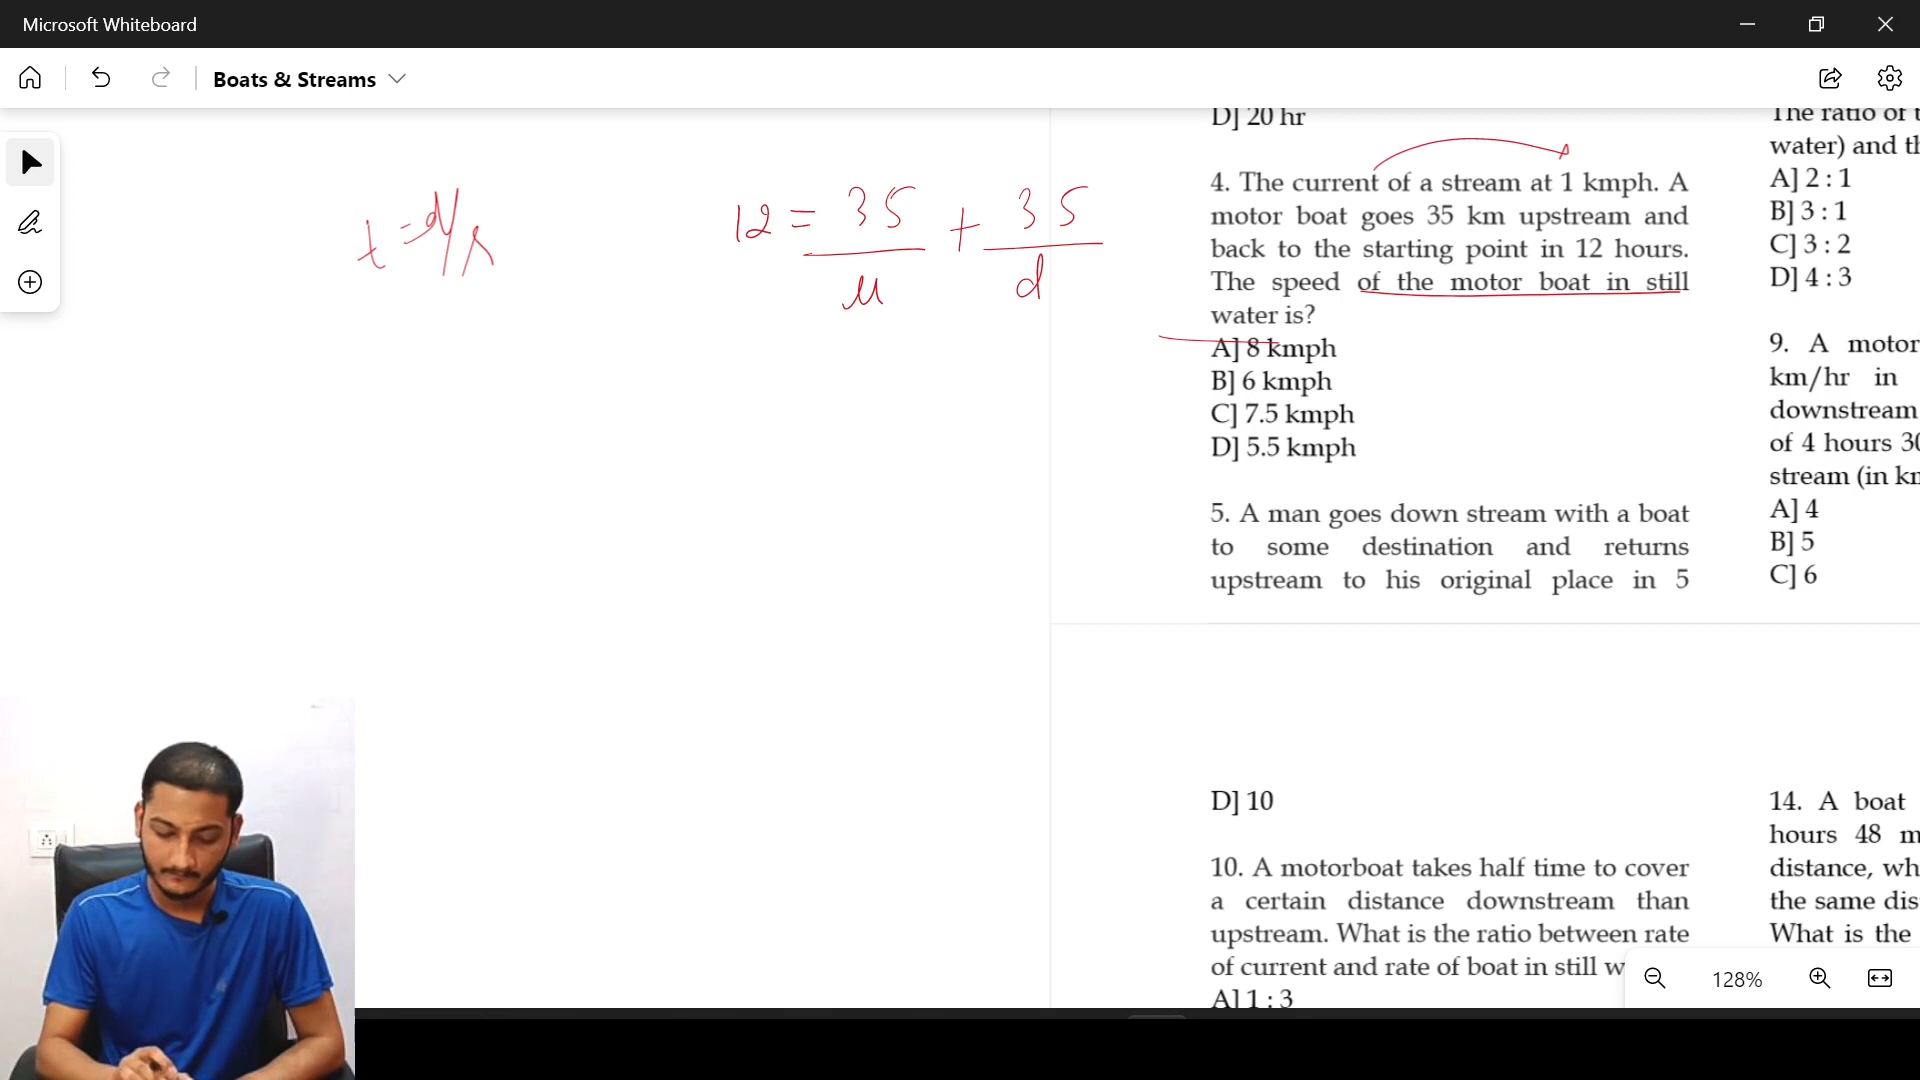 Microsoft Whiteboard
Boats & Streams
t = d/s
12 = 35/u + 35/d
D] 20 hr
4. The current of a stream at 1 kmph. A
motor boat goes 35 km upstream and
back to the starting point in 12 hours.
The speed of the motor boat in still
water is?
A] 8 kmph
B] 6 kmph
C] 7.5 kmph
D] 5.5 kmph
5. A man goes down stream with a boat
to some destination and returns
upstream to his original place in 5
D] 10
10. A motorboat takes half time to cover
a certain distance downstream than
upstream. What is the ratio between rate
of current and rate of boat in still w
A] 1 : 3
The ratio of t
water) and th
A] 2 : 1
B] 3 : 1
C] 3 : 2
D] 4 : 3
9. A motor
km/hr in
downstream
of 4 hours 30
stream (in km
A] 4
B] 5
C] 6
14. A boat
hours 48 m
distance, wh
the same dis
What is the
128%